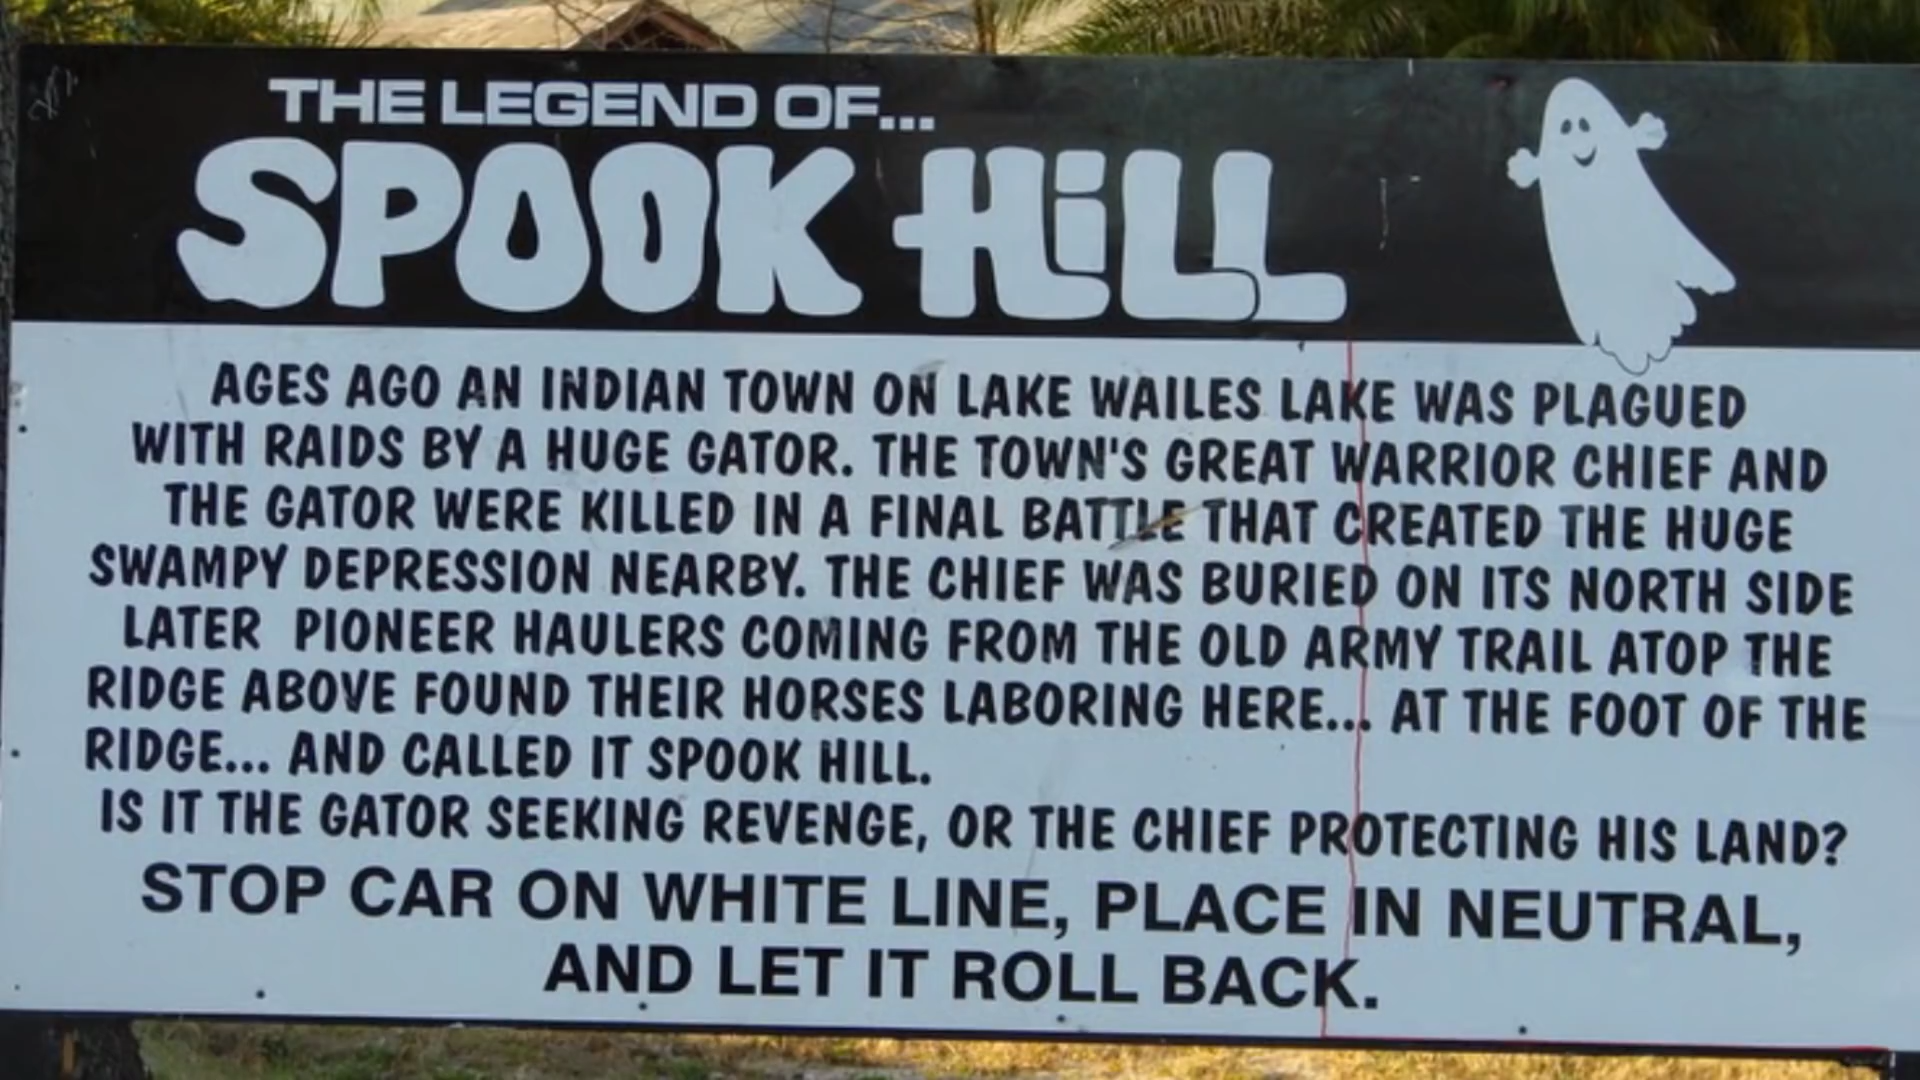 THE LEGEND OF...
SPOOK HiLL
AGES AGO AN INDIAN TOWN ON LAKE WAILES LAKE WAS PLAGUED
WITH RAIDS BY A HUGE GATOR. THE TOWN'S GREAT WARRIOR CHIEF AND
THE GATOR WERE KILLED IN A FINAL BATTLE THAT CREATED THE HUGE
SWAMPY DEPRESSION NEARBY. THE CHIEF WAS BURIED ON ITS NORTH SIDE
LATER PIONEER HAULERS COMING FROM THE OLD ARMY TRAIL ATOP THE
RIDGE ABOVE FOUND THEIR HORSES LABORING HERE... AT THE FOOT OF THE
RIDGE... AND CALLED IT SPOOK HILL.
IS IT THE GATOR SEEKING REVENGE, OR THE CHIEF PROTECTING HIS LAND?
STOP CAR ON WHITE LINE, PLACE IN NEUTRAL,
AND LET IT ROLL BACK.